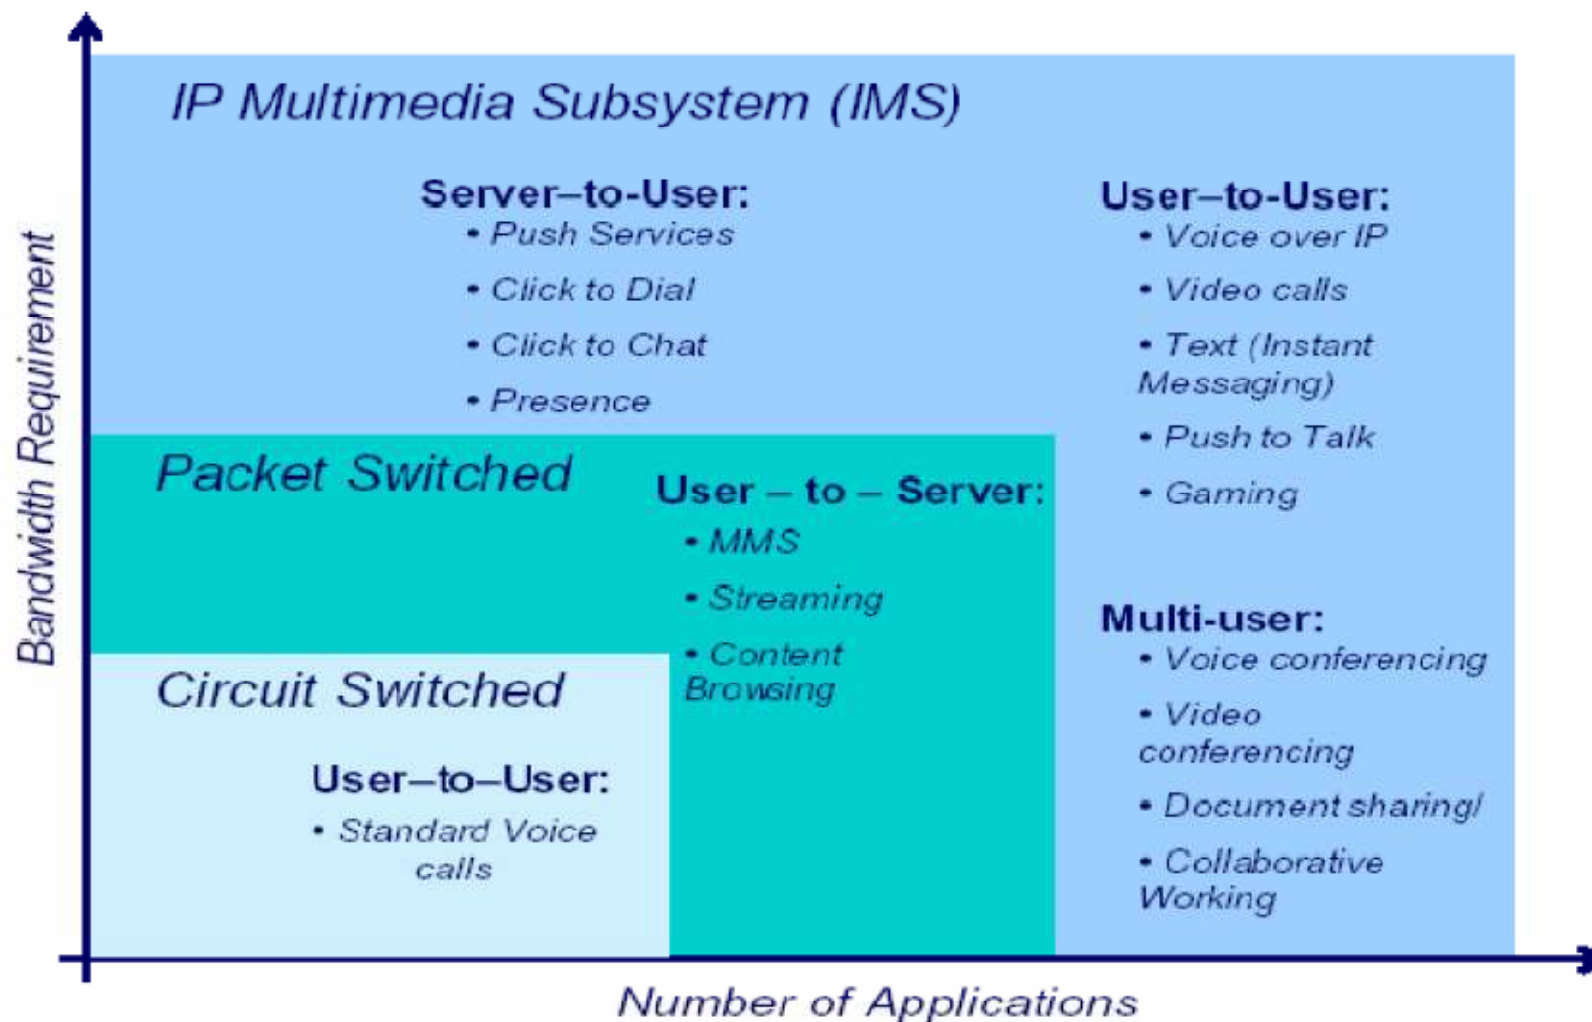 IP Multimedia Subsystem (IMS)
Server–to-User:
• Push Services
• Click to Dial
• Click to Chat
• Presence
User–to-User:
• Voice over IP
• Video calls
• Text (Instant
Messaging)
• Push to Talk
• Gaming
Multi-user:
• Voice conferencing
• Video
conferencing
• Document sharing/
• Collaborative
Working
Packet Switched
User – to – Server:
• MMS
• Streaming
• Content
Browsing
Circuit Switched
User–to–User:
• Standard Voice
calls
Bandwidth Requirement
Number of Applications